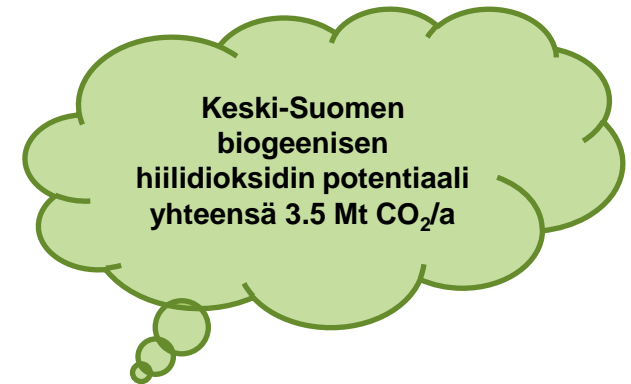 Keski-Suomen
biogeenisen
hiilidioksidin potentiaali
yhteensä 3.5 Mt CO₂/a